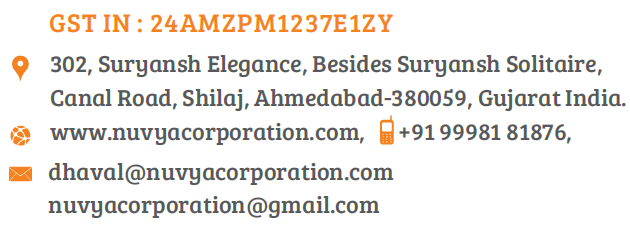 GST IN : 24AMZPM1237E1ZY
302, Suryansh Elegance, Besides Suryansh Solitaire,
Canal Road, Shilaj, Ahmedabad-380059, Gujarat India.
www.nuvyacorporation.com, +91 99981 81876,
dhaval@nuvyacorporation.com
nuvyacorporation@gmail.com